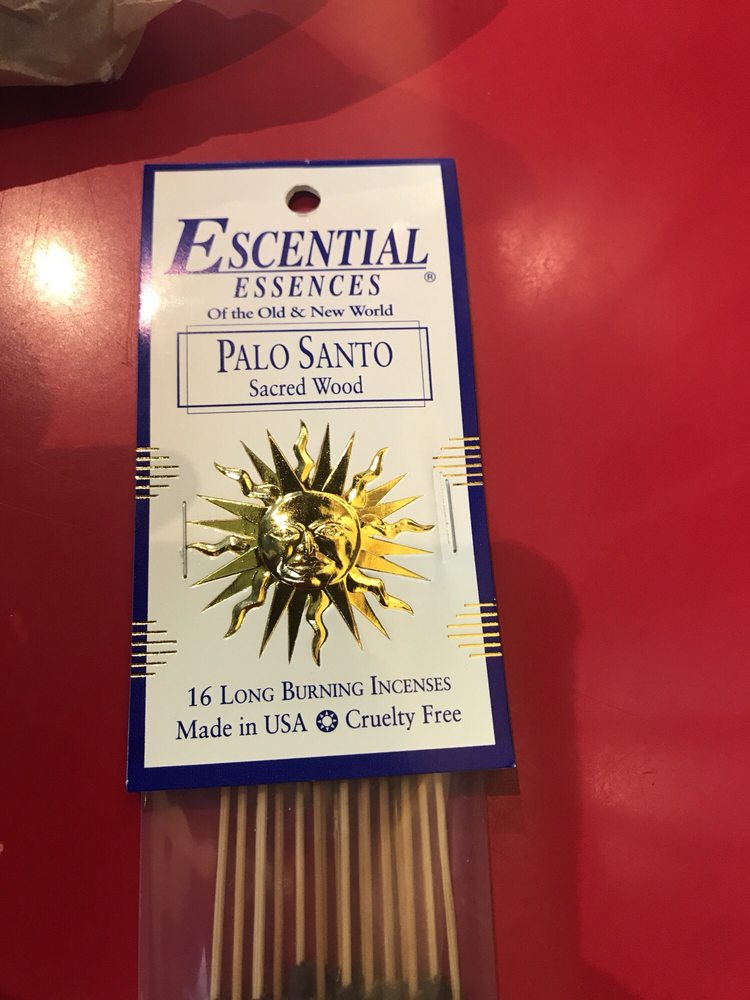 ESCENTIAL
ESSENCES ®
Of the Old & New World
PALO SANTO
Sacred Wood
16 LONG BURNING INCENSES
Made in USA Cruelty Free